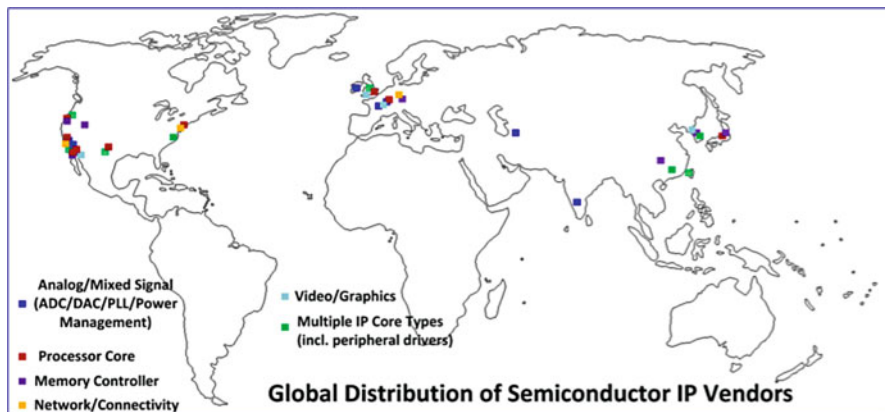 Analog/Mixed Signal
(ADC/DAC/PLL/Power
Management)
Processor Core
Memory Controller
Network/Connectivity
Video/Graphics
Multiple IP Core Types
(incl. peripheral drivers)
Global Distribution of Semiconductor IP Vendors